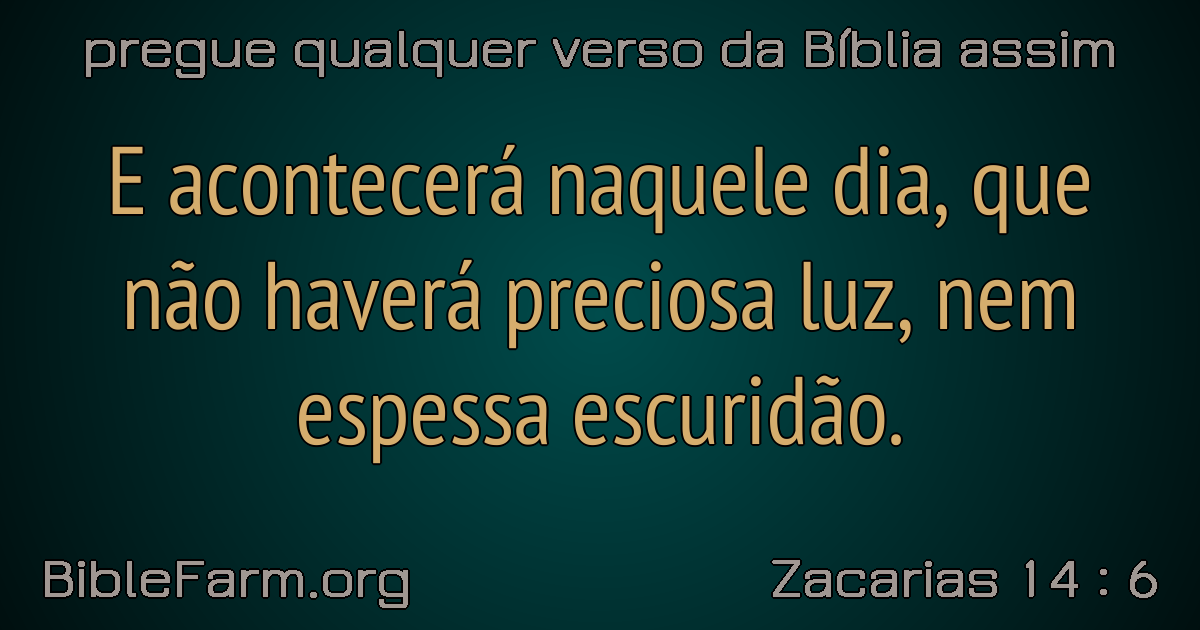 pregue qualquer verso da Bíblia assim
E acontecerá naquele dia, que
não haverá preciosa luz, nem
espessa escuridão.
BibleFarm.org
Zacarias 14 : 6